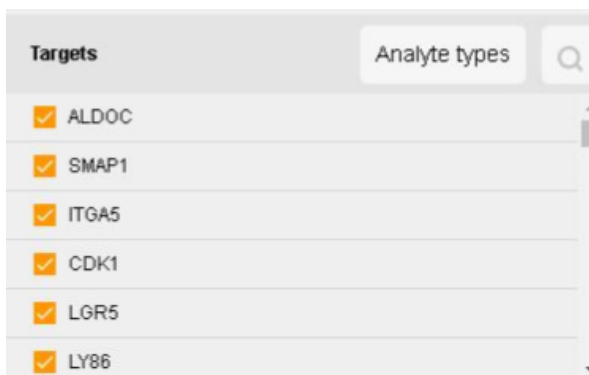 Targets Analyte types
ALDOC
SMAP1
ITGA5
CDK1
LGR5
LY86